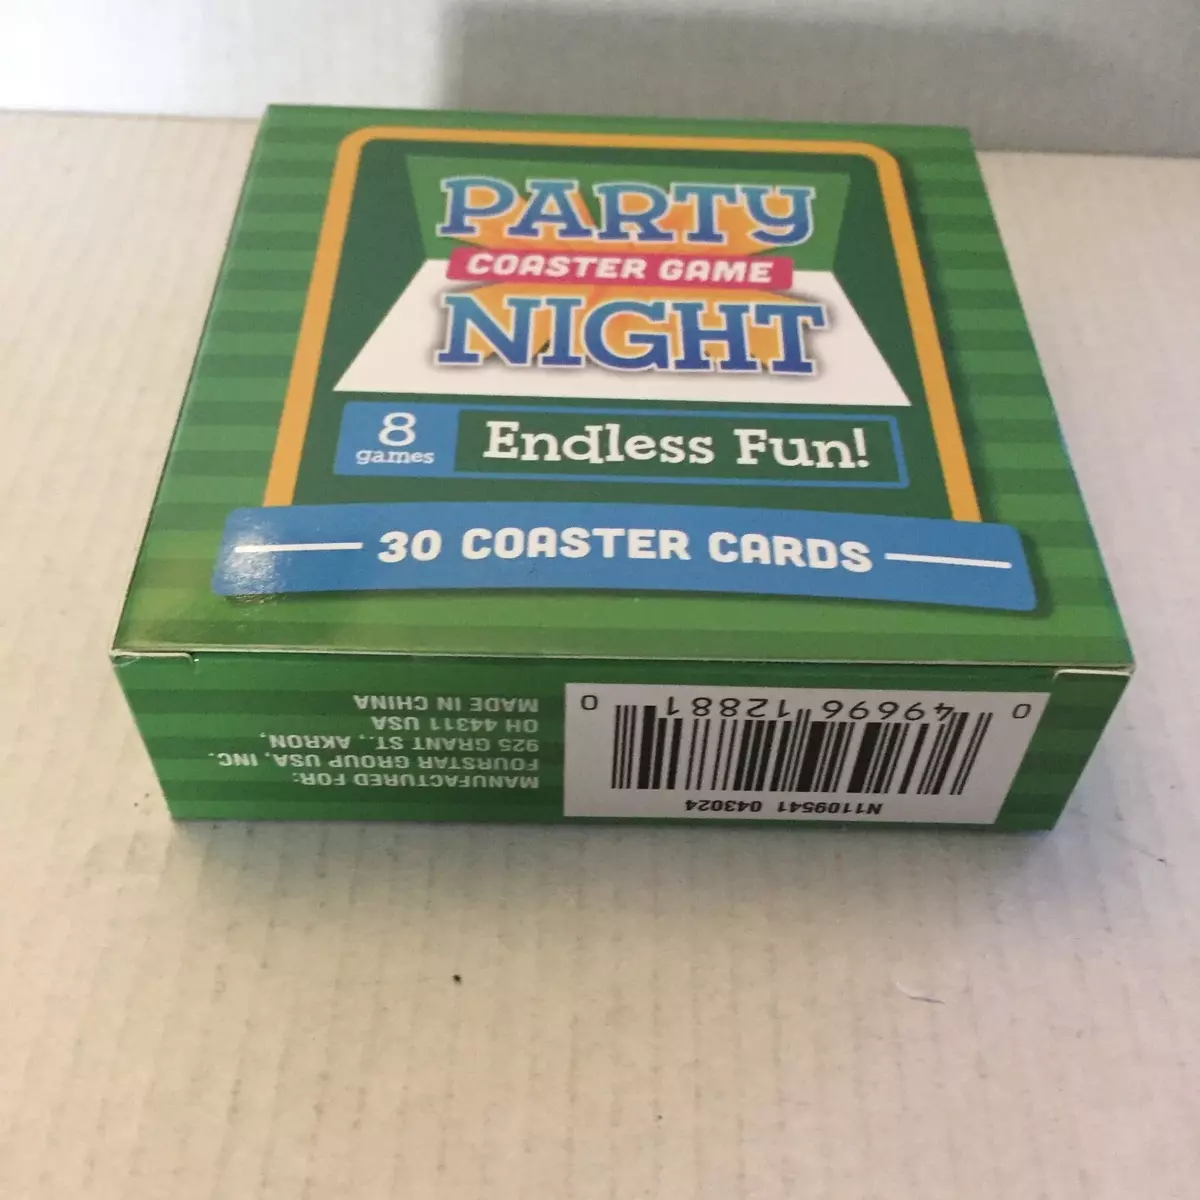 PARTY
COASTER GAME
NIGHT
8 games
Endless Fun!
30 COASTER CARDS
MANUFACTURED FOR:
FOURSTAR GROUP USA, INC.
925 GRANT ST., AKRON,
OH 44311 USA
MADE IN CHINA
N1109541 043024
0 49696 12881 0